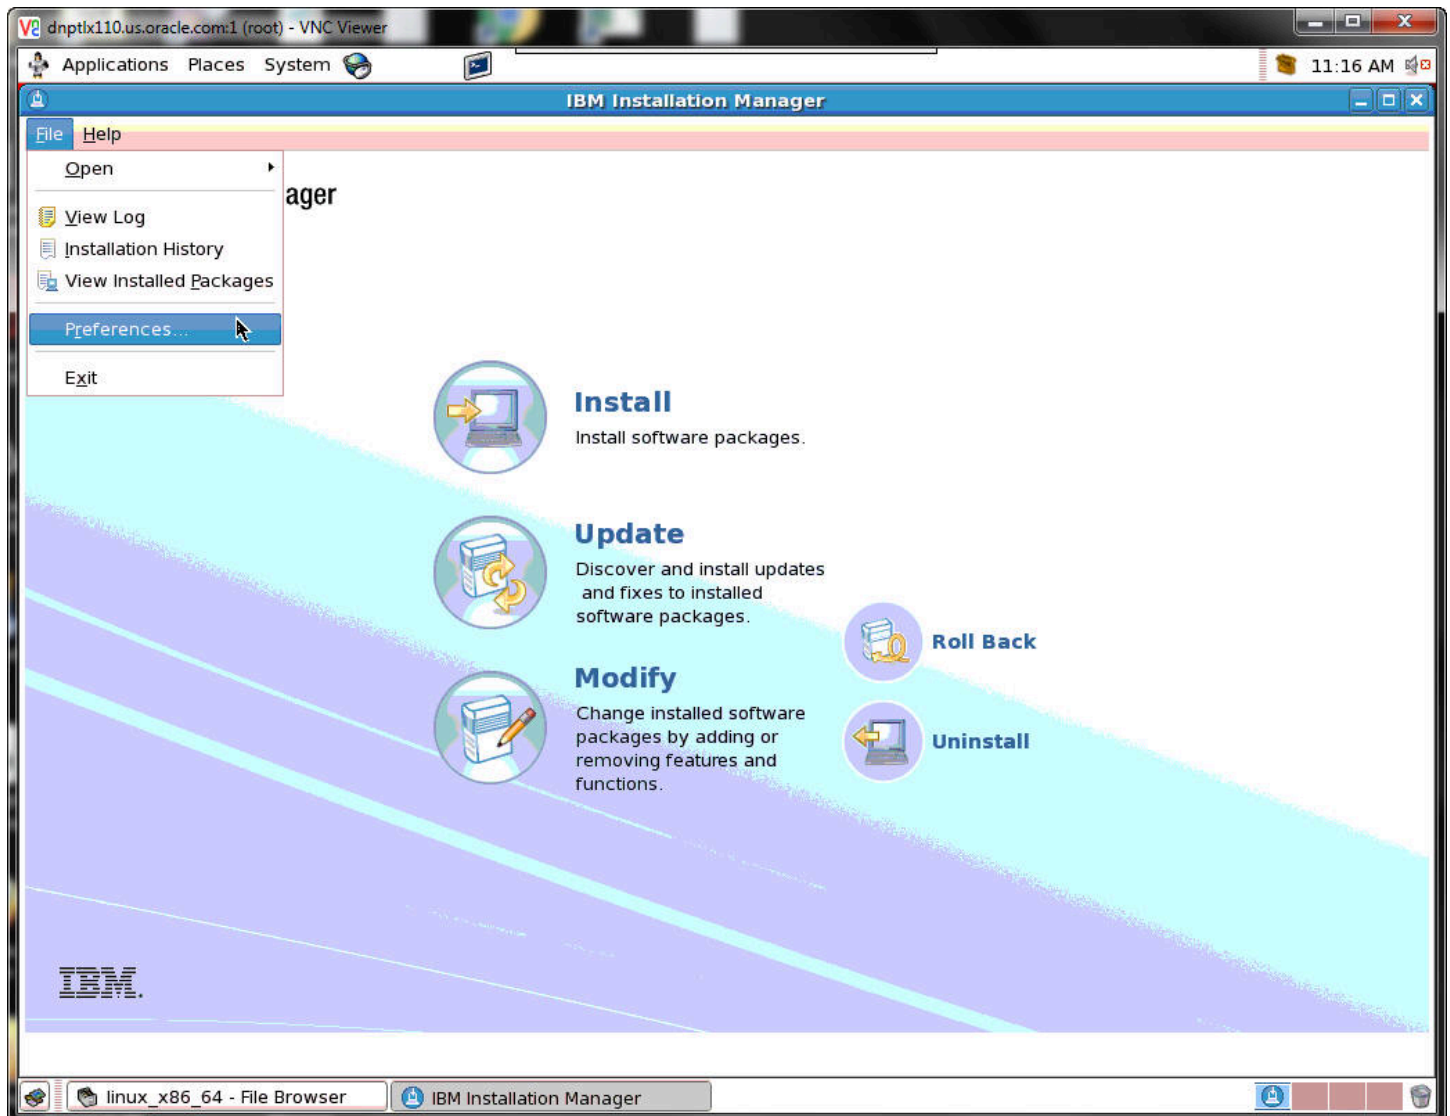 dnptlx110.us.oracle.com:1 (root) - VNC Viewer
Applications Places System
11:16 AM
IBM Installation Manager
File Help
Open
ager
View Log
Installation History
View Installed Packages
Preferences...
Exit
Install
Install software packages.
Update
Discover and install updates
and fixes to installed
software packages.
Roll Back
Modify
Change installed software
packages by adding or
removing features and
functions.
Uninstall
IBM.
linux_x86_64 - File Browser
IBM Installation Manager